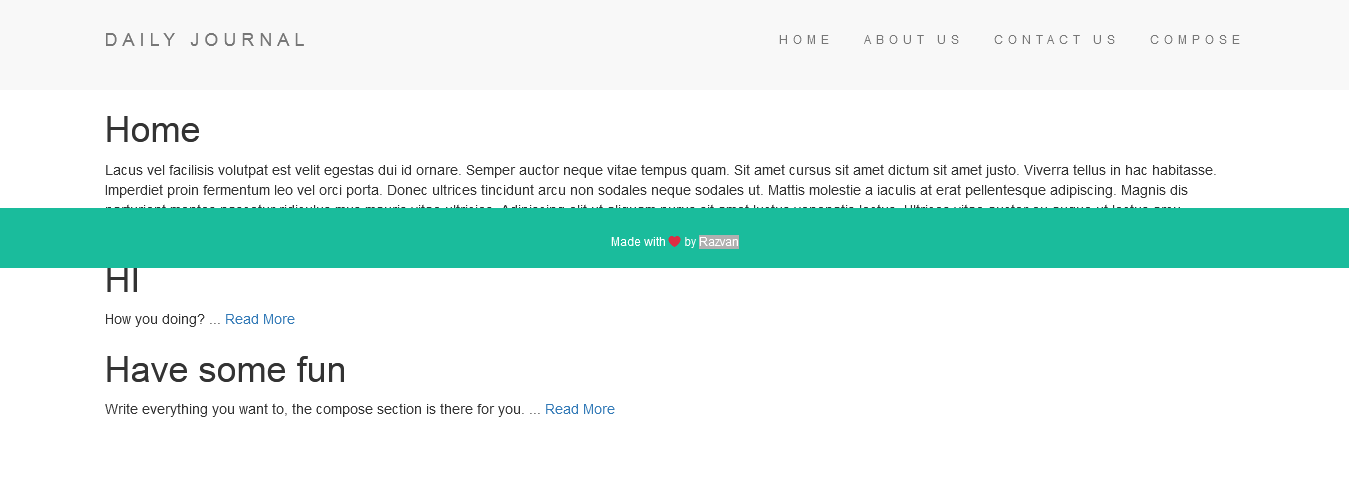 DAILY JOURNAL
HOME ABOUT US CONTACT US COMPOSE
Home
Lacus vel facilisis volutpat est velit egestas dui id ornare. Semper auctor neque vitae tempus quam. Sit amet cursus sit amet dictum sit amet justo. Viverra tellus in hac habitasse.
Imperdiet proin fermentum leo vel orci porta. Donec ultrices tincidunt arcu non sodales neque sodales ut. Mattis molestie a iaculis at erat pellentesque adipiscing. Magnis dis
Made with ❤ by Razvan
HI
How you doing? ... Read More
Have some fun
Write everything you want to, the compose section is there for you. ... Read More